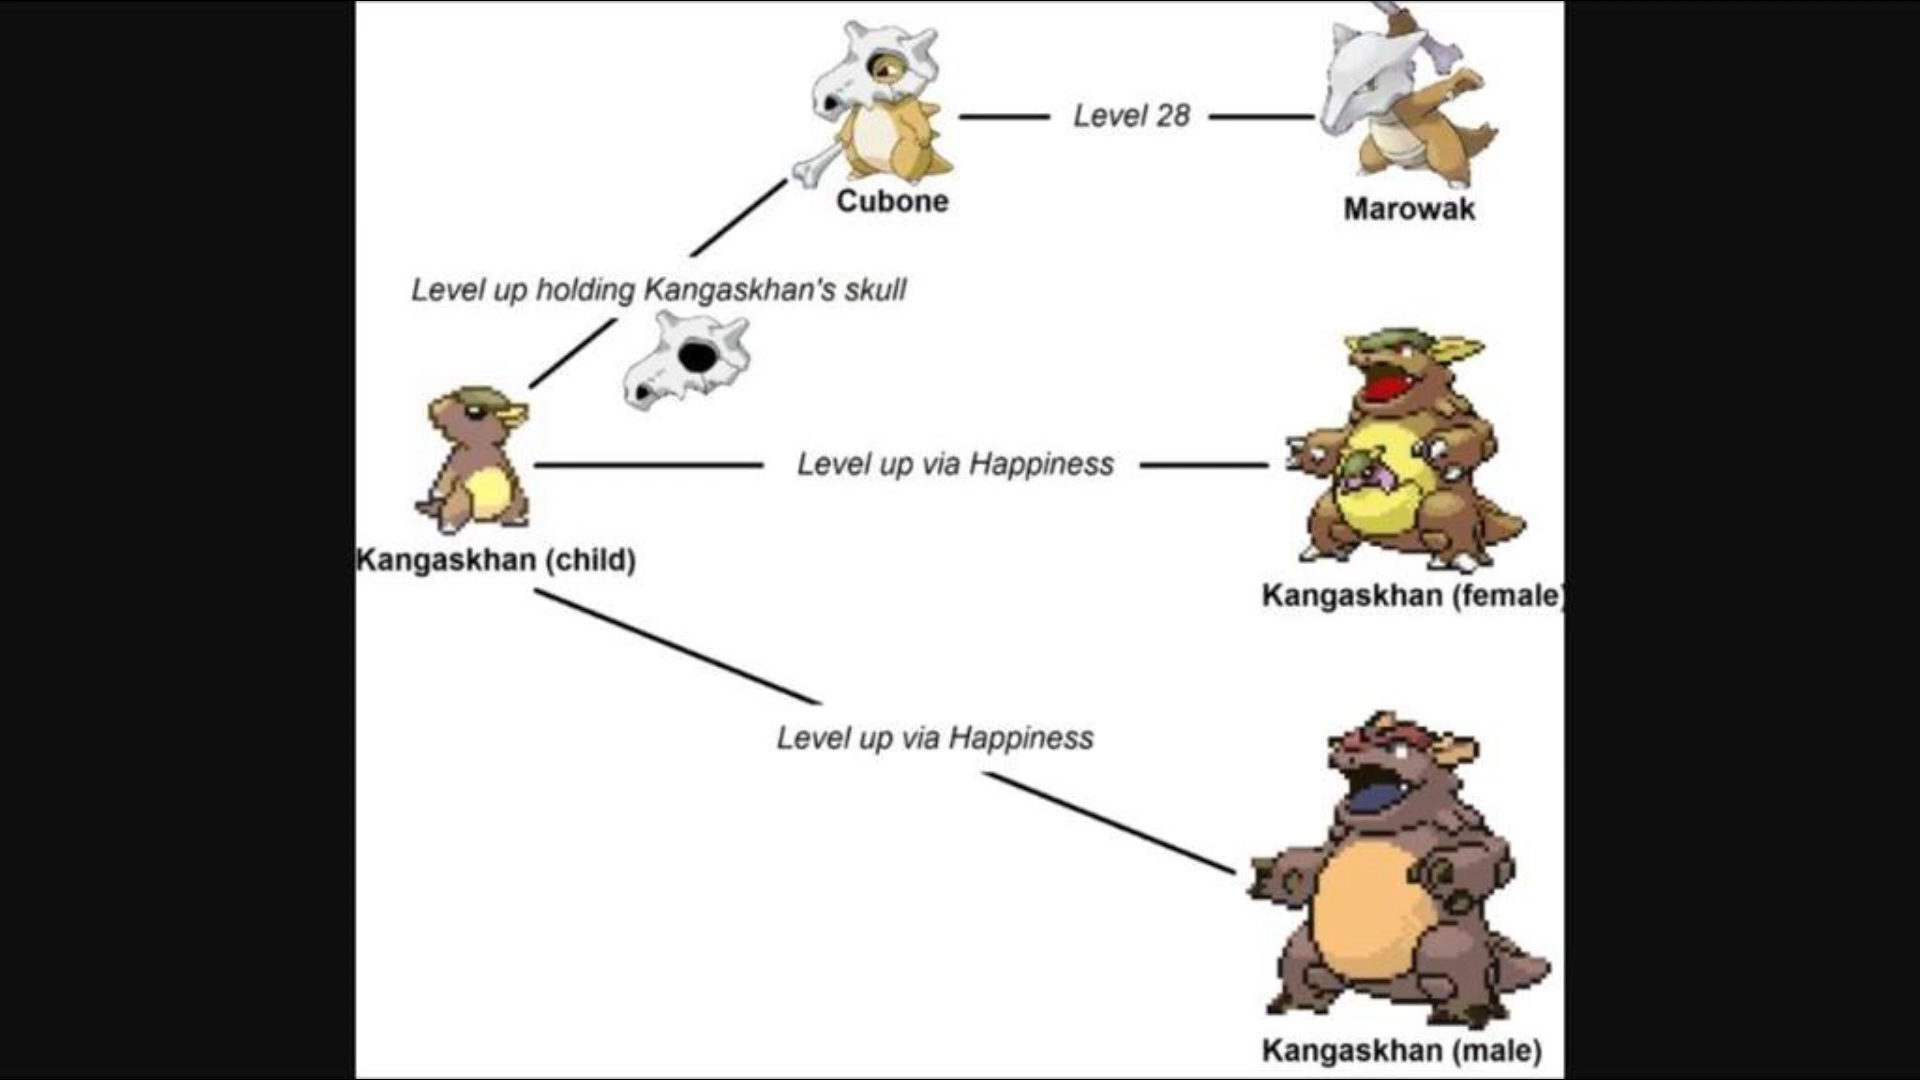 Level 28
Cubone
Marowak
Level up holding Kangaskhan's skull
Level up via Happiness
Kangaskhan (child)
Kangaskhan (female)
Level up via Happiness
Kangaskhan (male)